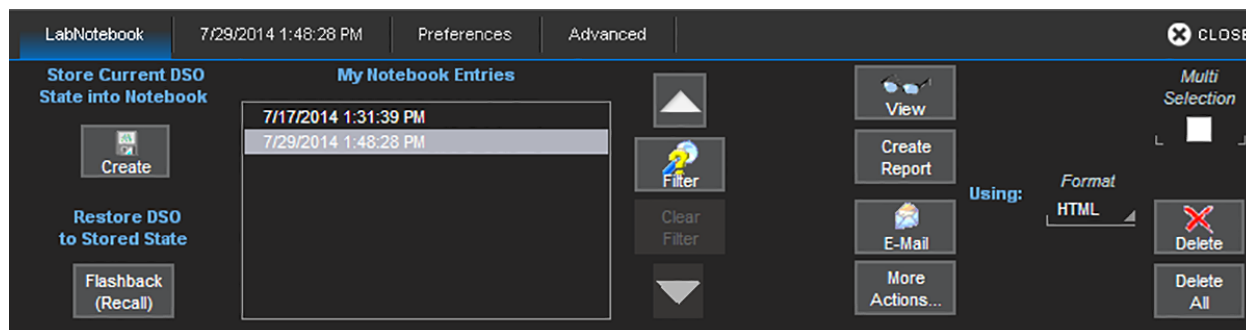 LabNotebook
7/29/2014 1:48:28 PM
Preferences
Advanced
CLOSE
Store Current DSO
State into Notebook
Create
Restore DSO
to Stored State
Flashback
(Recall)
My Notebook Entries
7/17/2014 1:31:39 PM
7/29/2014 1:48:28 PM
Filter
Clear
Filter
View
Create
Report
E-Mail
More
Actions...
Using:
Format
HTML
Multi
Selection
Delete
Delete
All